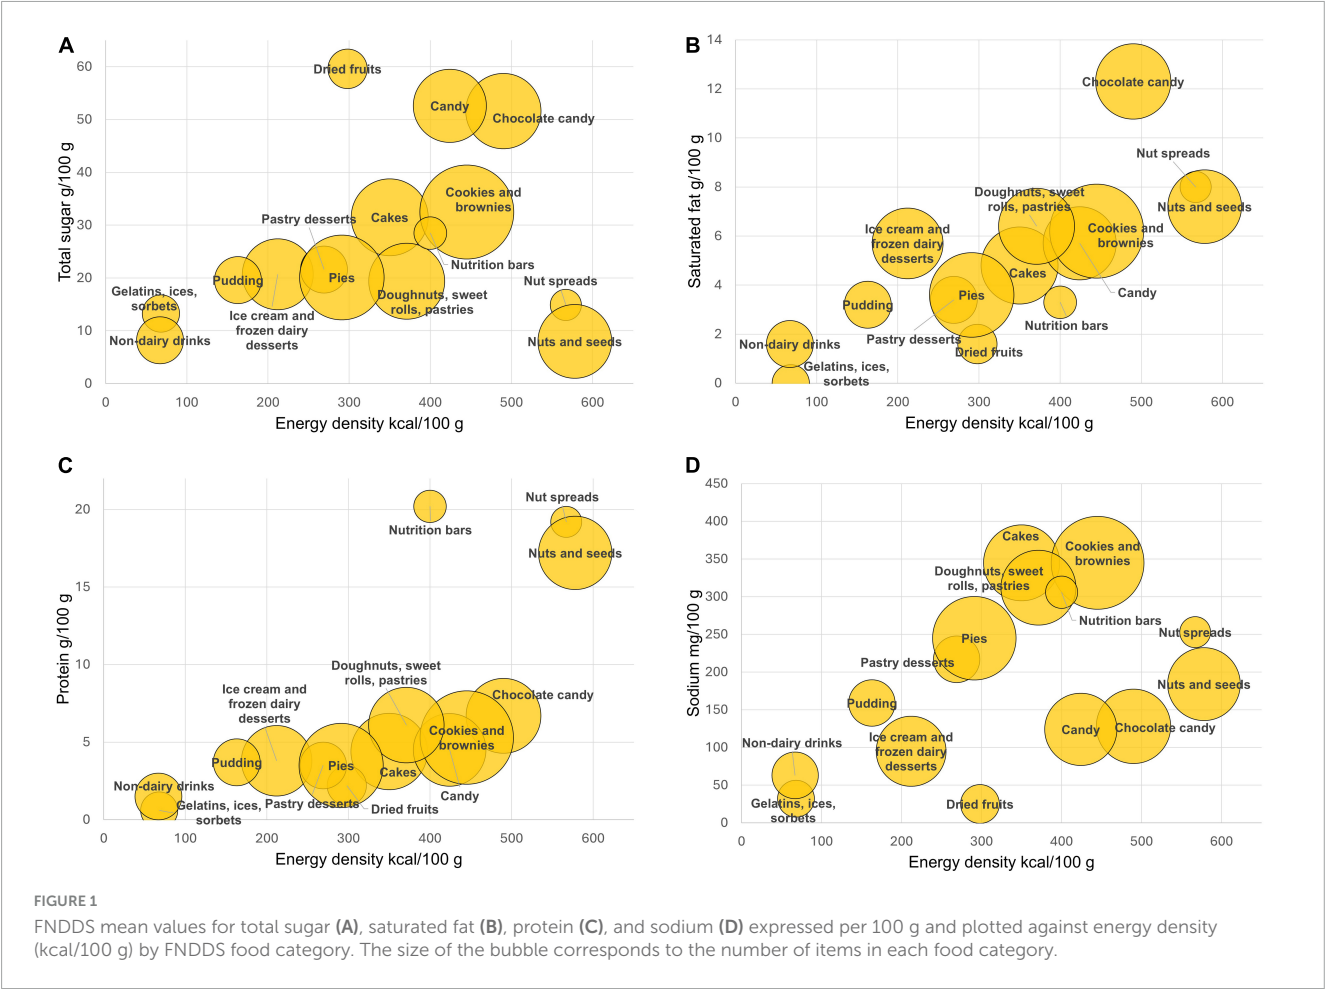 A
Total sugar g/100 g
60
50
40
30
20
10
0
Dried fruits
Candy
Chocolate candy
Cookies and
brownies
Pastry desserts
Cakes
Nutrition bars
Pudding
Pies
Nut spreads
Gelatins, ices,
sorbets
Doughnuts, sweet
rolls, pastries
Ice cream and
frozen dairy
desserts
Non-dairy drinks
Nuts and seeds
0 100 200 300 400 500 600
Energy density kcal/100 g
B
Saturated fat g/100 g
14
12
10
8
6
4
2
0
Chocolate candy
Nut spreads
Doughnuts, sweet
rolls, pastries
Nuts and seeds
Ice cream and
frozen dairy
desserts
Cookies and
brownies
Cakes
Candy
Pies
Pudding
Nutrition bars
Pastry desserts
Non-dairy drinks
Dried fruits
Gelatins, ices,
sorbets
0 100 200 300 400 500 600
Energy density kcal/100 g
C
Protein g/100 g
20
15
10
5
0
Nut spreads
Nutrition bars
Nuts and seeds
Doughnuts, sweet
rolls, pastries
Ice cream and
frozen dairy
desserts
Chocolate candy
Cookies and
brownies
Pudding
Pies
Cakes
Non-dairy drinks
Candy
Gelatins, ices,
sorbets
Pastry desserts
Dried fruits
0 100 200 300 400 500 600
Energy density kcal/100 g
D
Sodium mg/100 g
450
400
350
300
250
200
150
100
50
0
Cakes
Cookies and
brownies
Doughnuts, sweet
rolls, pastries
Nutrition bars
Pies
Nut spreads
Pastry desserts
Nuts and seeds
Pudding
Candy
Chocolate candy
Ice cream and
frozen dairy
desserts
Non-dairy drinks
Gelatins, ices,
sorbets
Dried fruits
0 100 200 300 400 500 600
Energy density kcal/100 g
FIGURE 1
FNDDS mean values for total sugar (A), saturated fat (B), protein (C), and sodium (D) expressed per 100 g and plotted against energy density
(kcal/100 g) by FNDDS food category. The size of the bubble corresponds to the number of items in each food category.